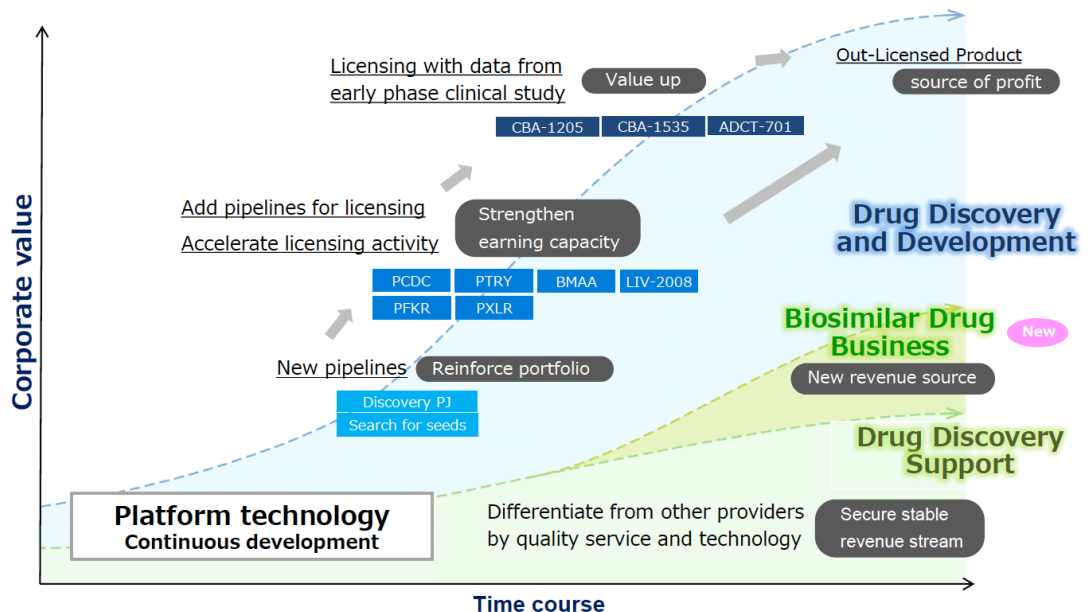 Corporate value
Licensing with data from
early phase clinical study
Value up
Out-Licensed Product
source of profit
CBA-1205
CBA-1535
ADCT-701
Add pipelines for licensing
Accelerate licensing activity
Strengthen
earning capacity
Drug Discovery
and Development
PCDC
PTRY
BMAA
LIV-2008
PFKR
PXLR
Biosimilar Drug
Business
New
New revenue source
New pipelines
Reinforce portfolio
Discovery PJ
Search for seeds
Drug Discovery
Support
Platform technology
Continuous development
Differentiate from other providers
by quality service and technology
Secure stable
revenue stream
Time course